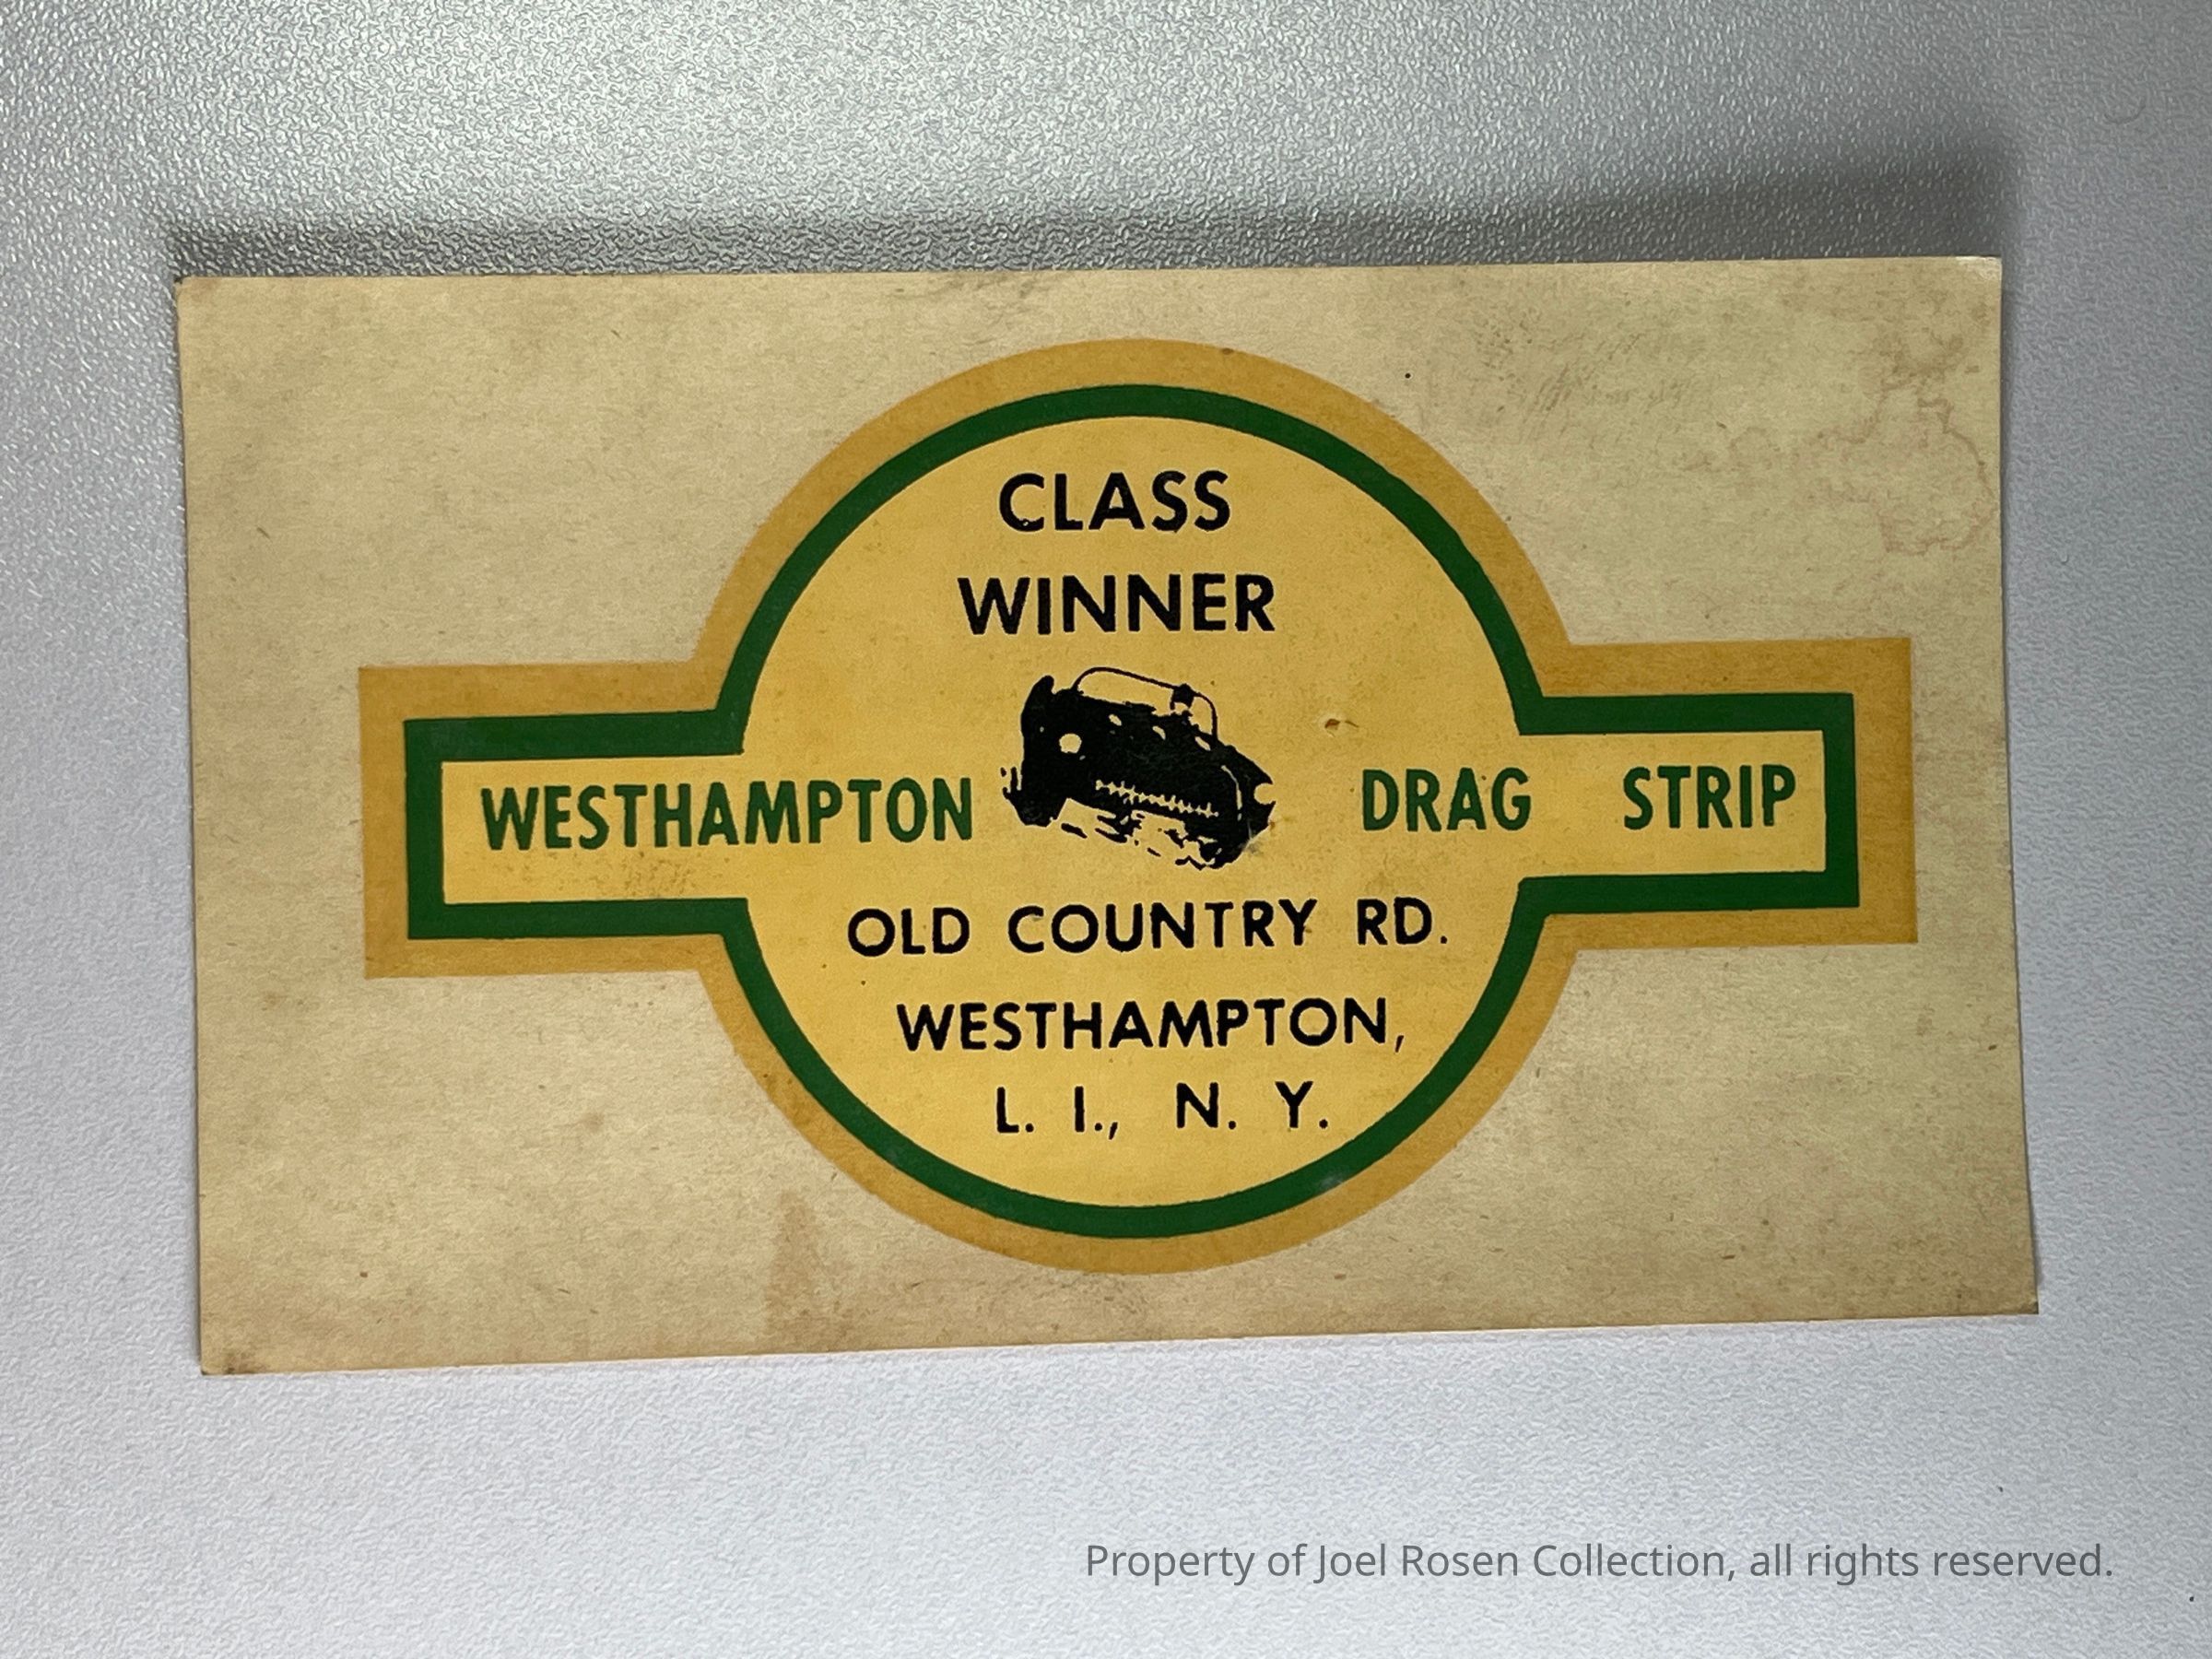 CLASS
WINNER
WESTHAMPTON DRAG STRIP
OLD COUNTRY RD.
WESTHAMPTON,
L. I., N. Y.
Property of Joel Rosen Collection, all rights reserved.